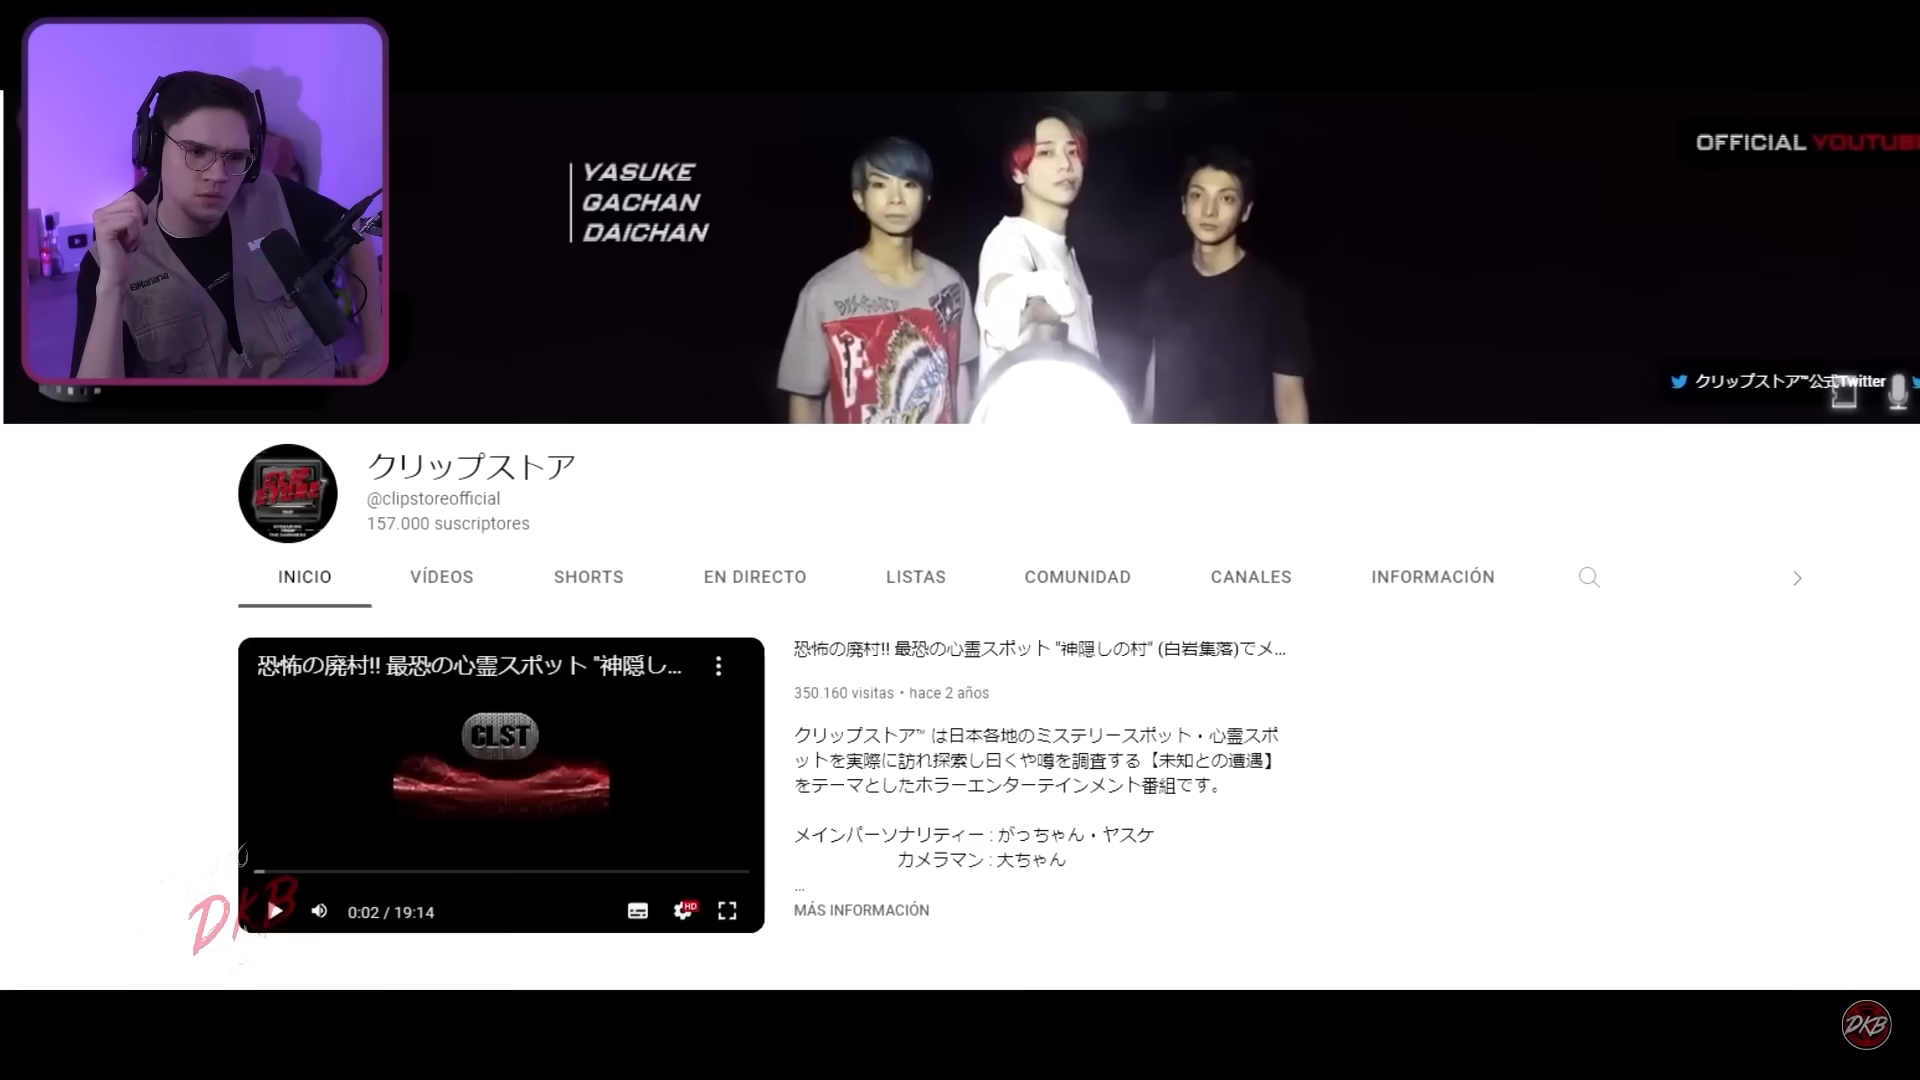 ElMariana
YASUKE
GACHAN
DAICHAN
OFFICIAL YOUTUBE
クリップストア™公式Twitter
CLIP STORE
クリップストア
@clipstoreofficial
157.000 suscriptores
INICIO
VÍDEOS
SHORTS
EN DIRECTO
LISTAS
COMUNIDAD
CANALES
INFORMACIÓN
恐怖の廃村!! 最恐の心霊スポット "神隠し...
CLST
0:02 / 19:14
HD
恐怖の廃村!! 最恐の心霊スポット "神隠しの村" (白岩集落)でメ...
350.160 visitas • hace 2 años
クリップストア™ は日本各地のミステリースポット・心霊スポ
ットを実際に訪れ探索し曰くや噂を調査する【未知との遭遇】
をテーマとしたホラーエンターテインメント番組です。
メインパーソナリティー : がっちゃん・ヤスケ
カメラマン : 大ちゃん
...
MÁS INFORMACIÓN
DKB
DKB